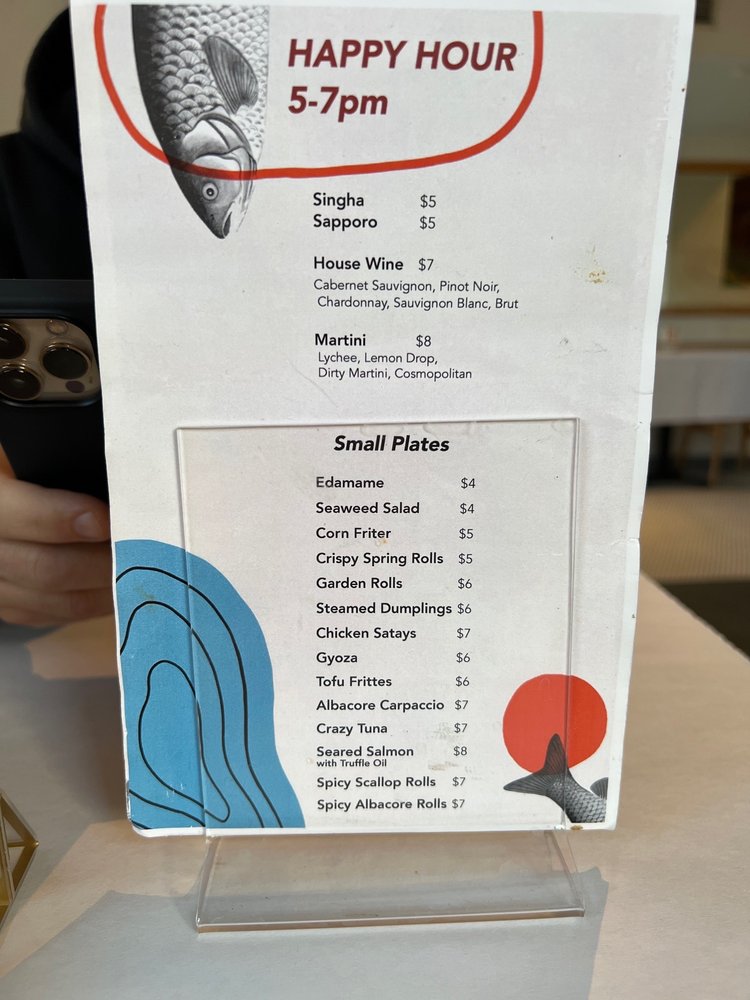 HAPPY HOUR
5-7pm
Singha $5
Sapporo $5
House Wine $7
Cabernet Sauvignon, Pinot Noir,
Chardonnay, Sauvignon Blanc, Brut
Martini $8
Lychee, Lemon Drop,
Dirty Martini, Cosmopolitan
Small Plates
Edamame $4
Seaweed Salad $4
Corn Friter $5
Crispy Spring Rolls $5
Garden Rolls $6
Steamed Dumplings $6
Chicken Satays $7
Gyoza $6
Tofu Frittes $6
Albacore Carpaccio $7
Crazy Tuna $7
Seared Salmon $8
with Truffle Oil
Spicy Scallop Rolls $7
Spicy Albacore Rolls $7